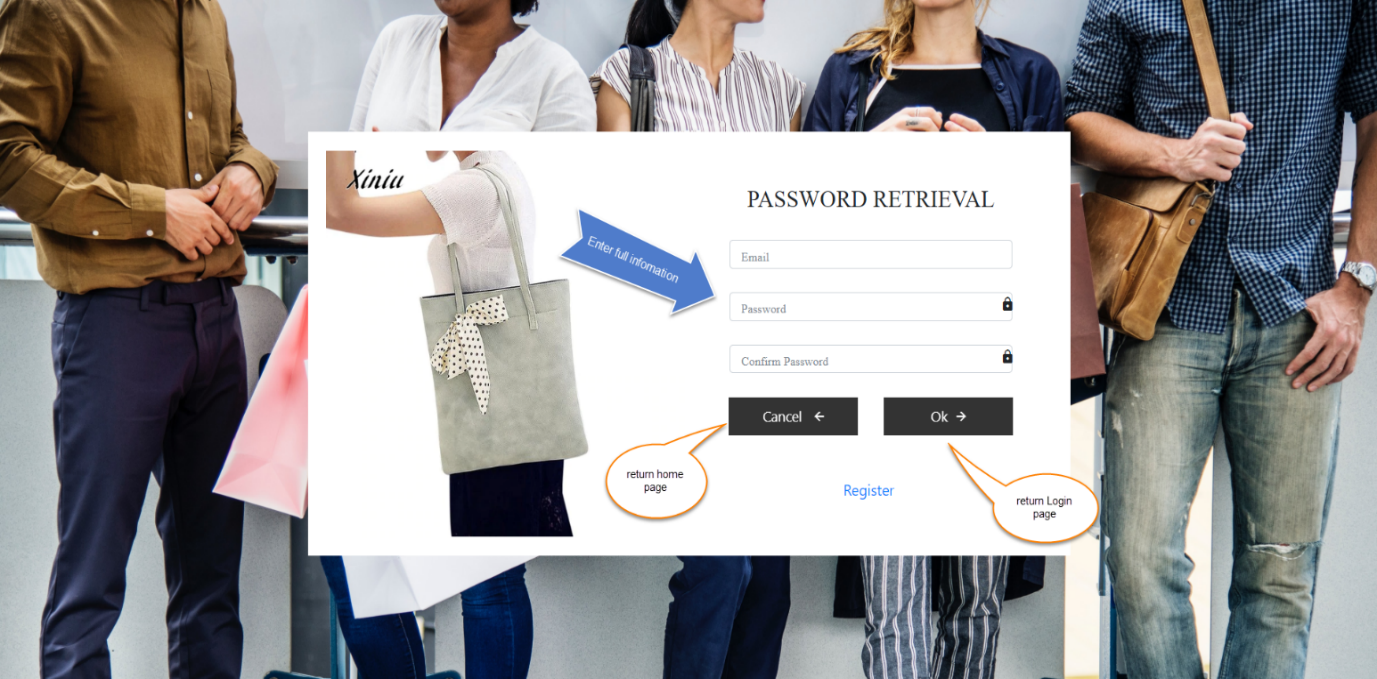 Xiniu
PASSWORD RETRIEVAL
Enter full infomation
Email
Password
Confirm Password
Cancel
Ok
return home
page
Register
return Login
page